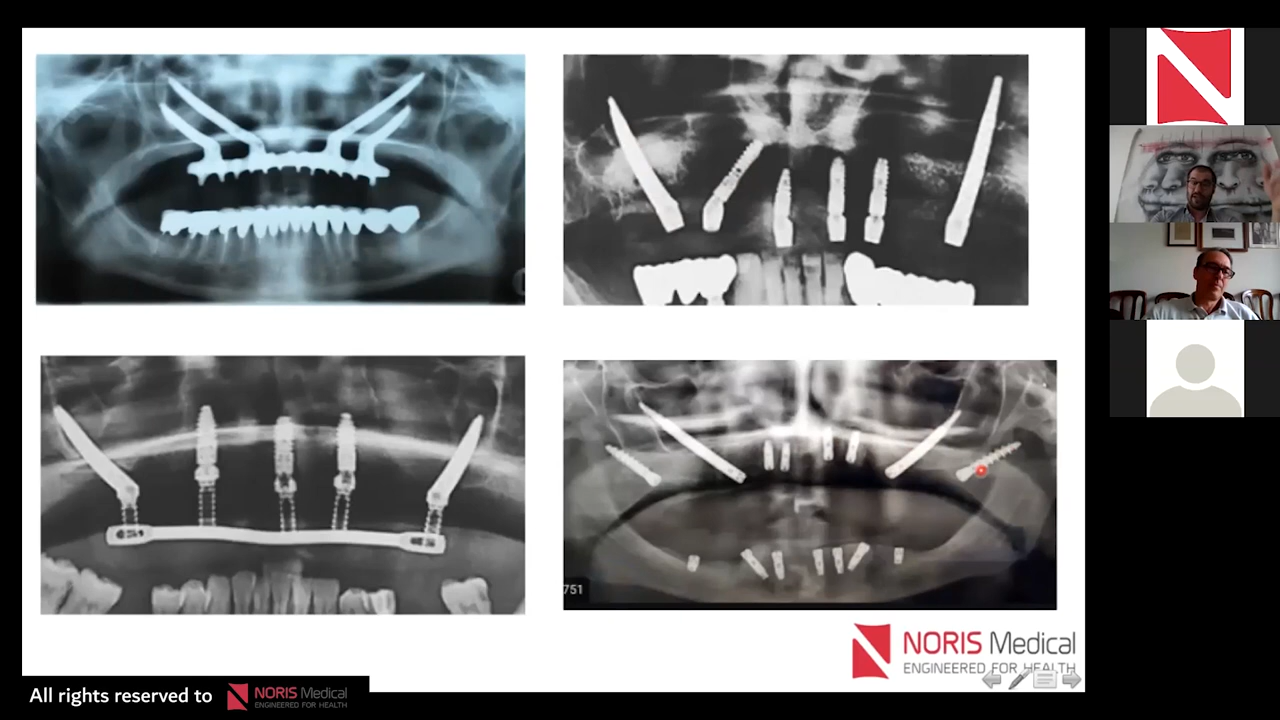 751
NORIS Medical
ENGINEERED FOR HEALTH
All rights reserved to NORIS Medical
ENGINEERED FOR HEALTH